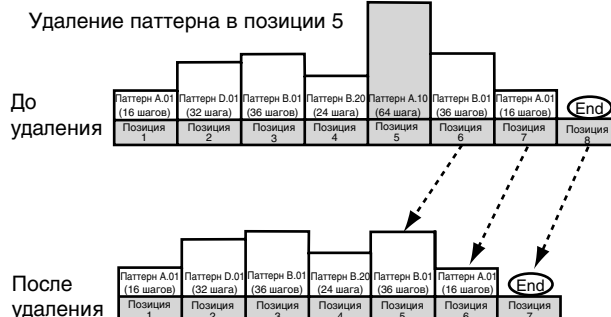 Удаление паттерна в позиции 5
До
удаления
Паттерн A.01 Паттерн D.01 Паттерн B.01 Паттерн B.20 Паттерн A.10 Паттерн B.01 Паттерн A.01
(16 шагов) (32 шага) (36 шагов) (24 шага) (64 шага) (36 шагов) (16 шагов) End
Позиция Позиция Позиция Позиция Позиция Позиция Позиция Позиция
1 2 3 4 5 6 7 8
После
удаления
Паттерн A.01 Паттерн D.01 Паттерн B.01 Паттерн B.20 Паттерн B.01 Паттерн A.01
(16 шагов) (32 шага) (36 шагов) (24 шага) (36 шагов) (16 шагов) End
Позиция Позиция Позиция Позиция Позиция Позиция Позиция
1 2 3 4 5 6 7